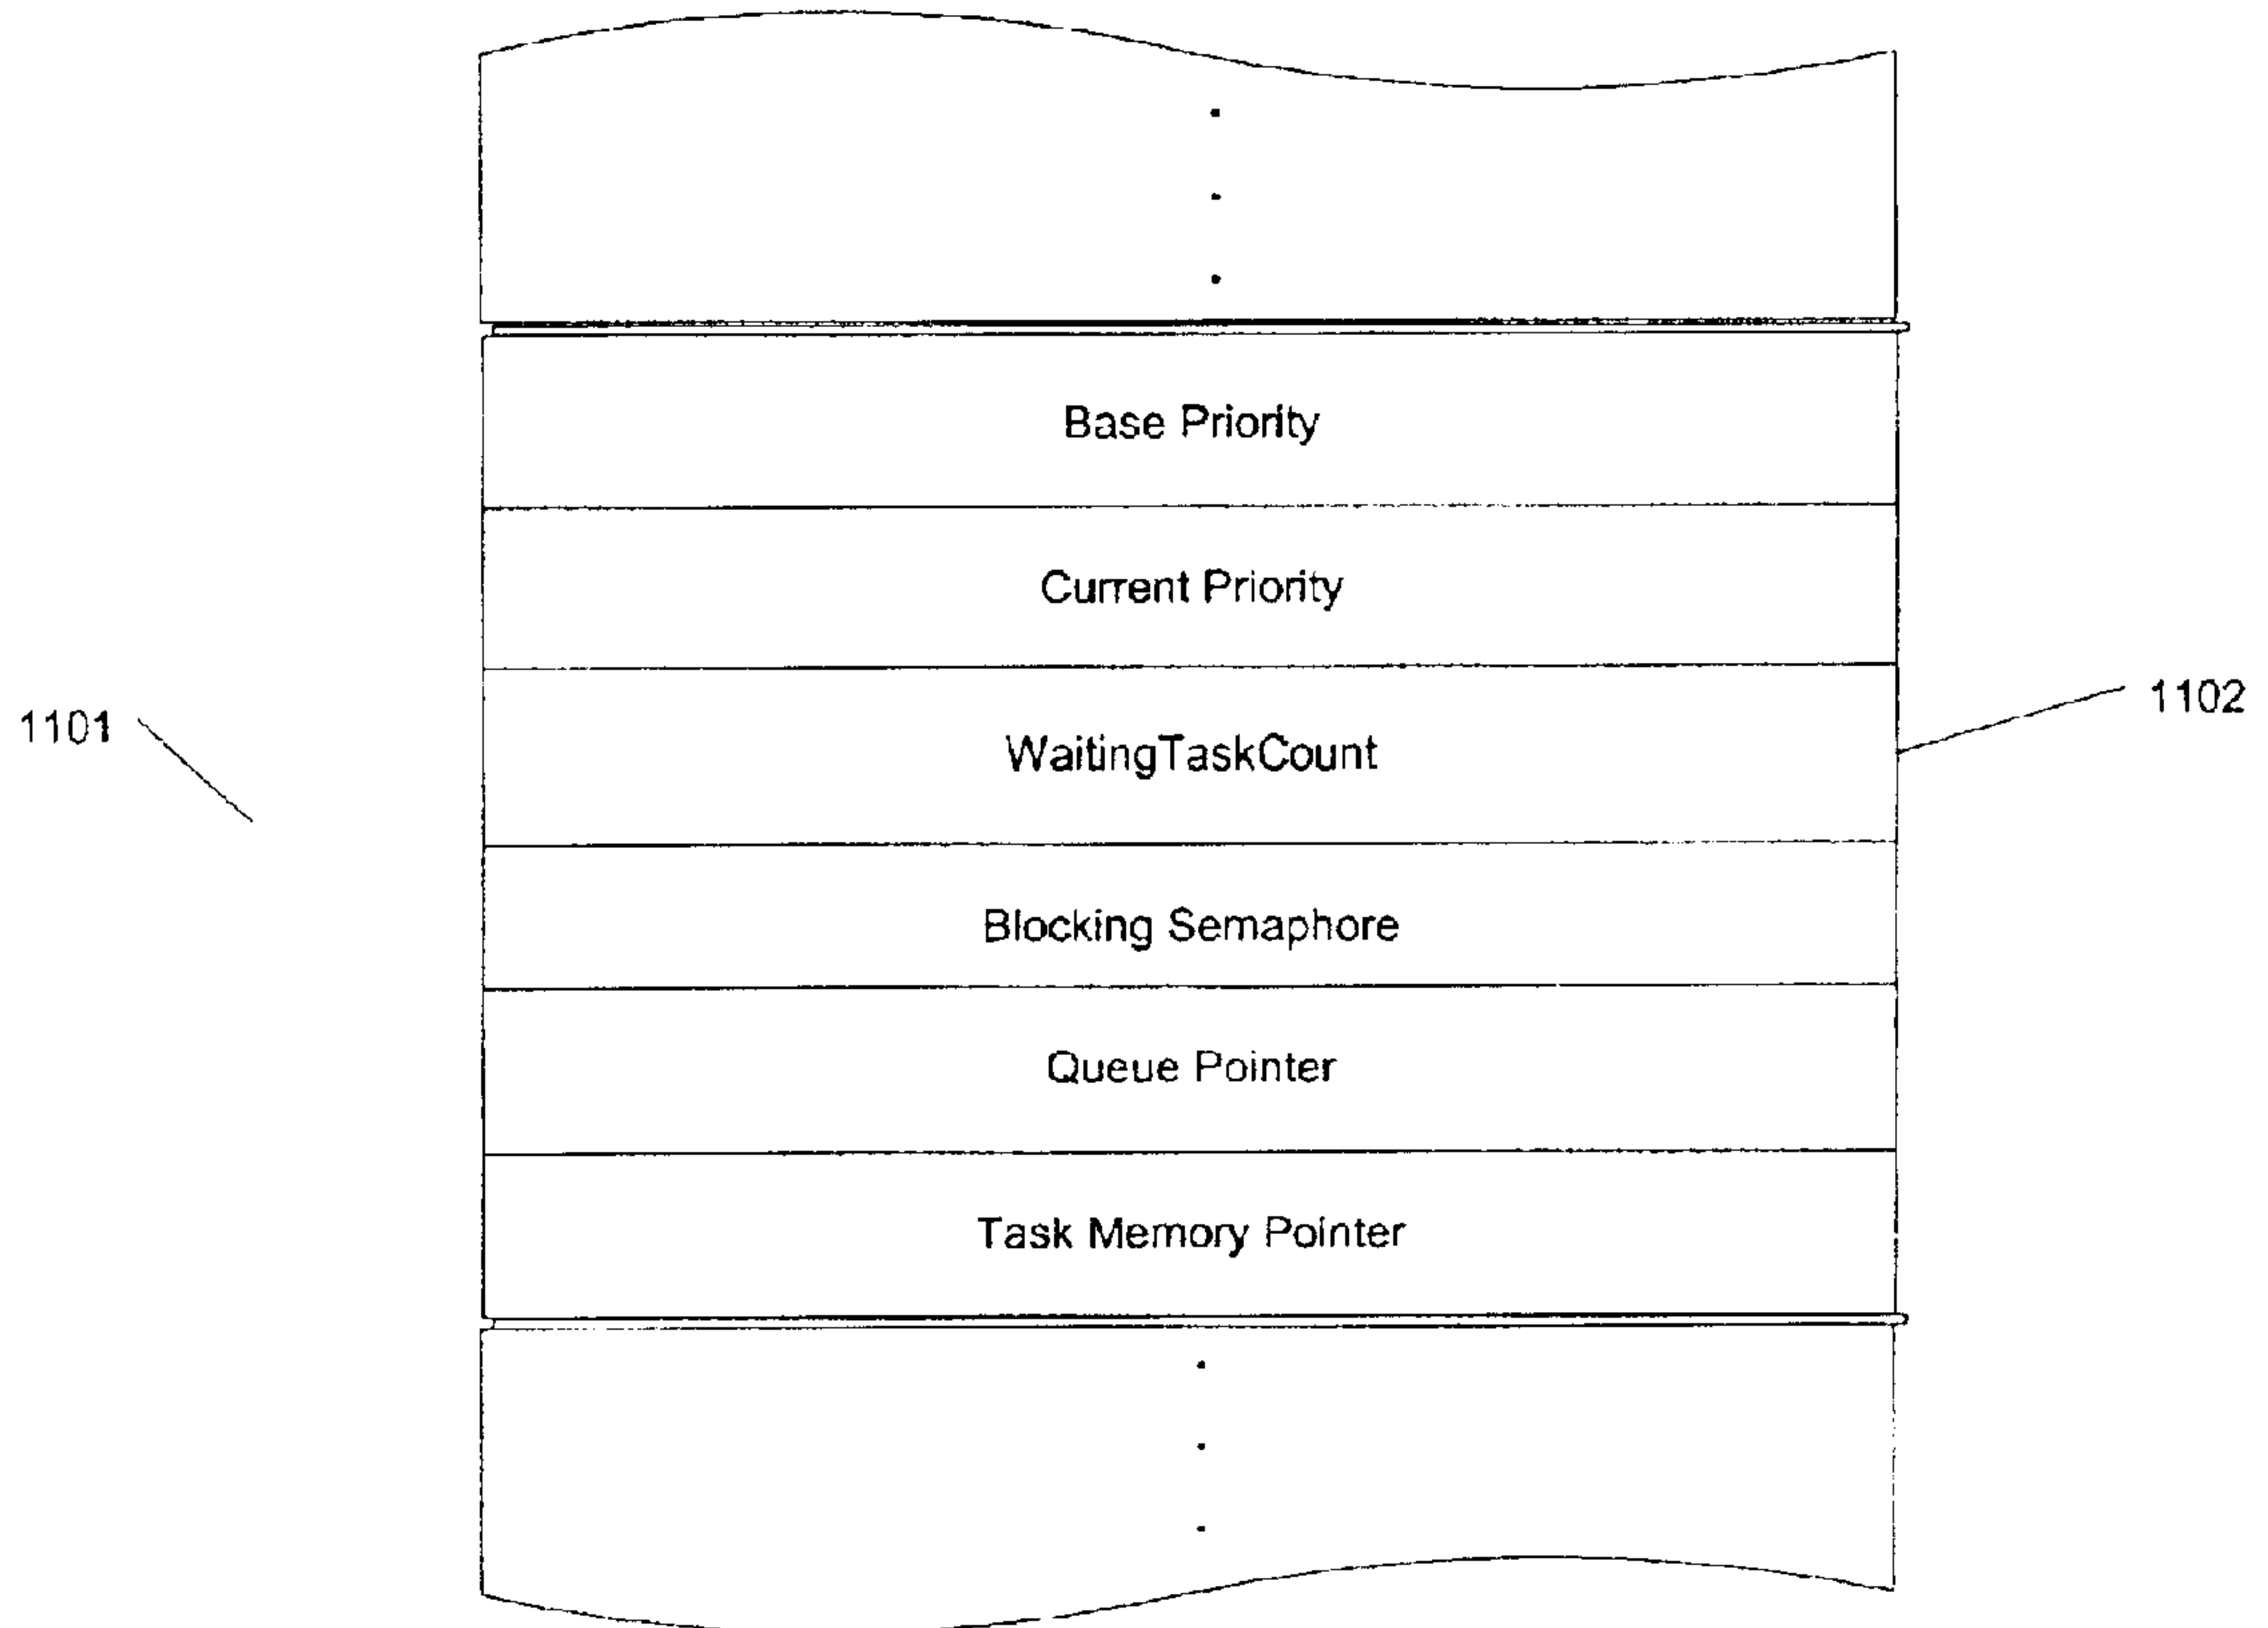 Base Priority
Current Priority
WaitingTaskCount
1101
1102
Blocking Semaphore
Queue Pointer
Task Memory Pointer